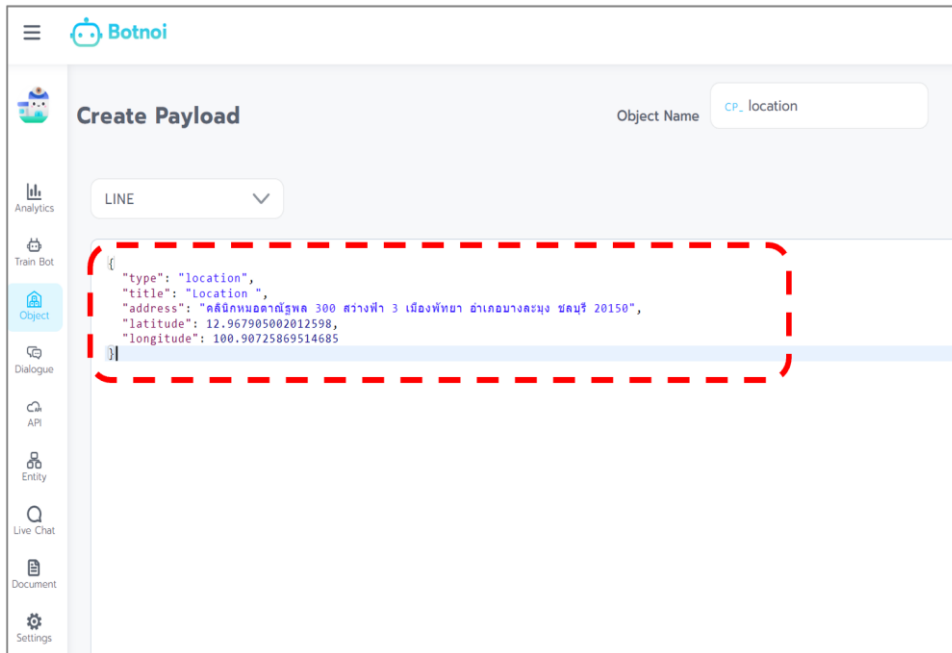 Botnoi
Create Payload
Object Name
CP_ location
LINE
Analytics
Train Bot
Object
Dialogue
API
Entity
Live Chat
Document
Settings
{
"type": "location",
"title": "Location ",
"address": "คลินิกหมอตาณัฐพล 300 สว่างฟ้า 3 เมืองพัทยา อำเภอบางละมุง ชลบุรี 20150",
"latitude": 12.967905002012598,
"longitude": 100.90725869514685
}